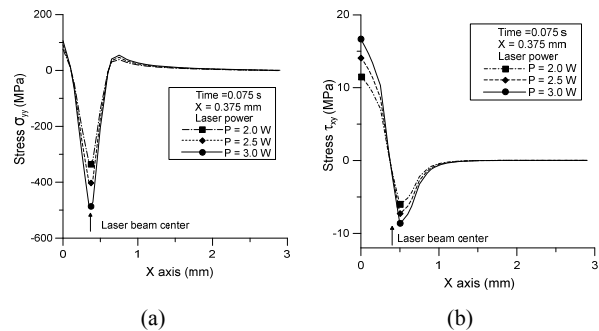 200
0
-200
-400
-600
Stress σyy (MPa)
Time =0.075 s
X = 0.375 mm
Laser power
P = 2.0 W
P = 2.5 W
P = 3.0 W
Laser beam center
0
1
2
3
X axis (mm)
(a)
20
10
0
-10
Stress τxy (MPa)
Time =0.075 s
X = 0.375 mm
Laser power
P = 2.0 W
P = 2.5 W
P = 3.0 W
Laser beam center
0
1
2
3
X axis (mm)
(b)